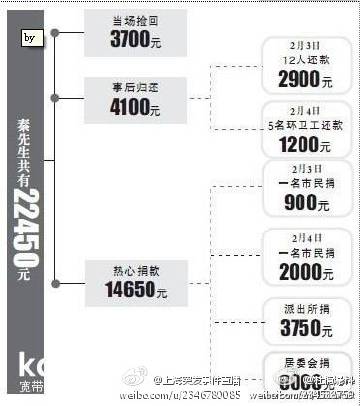 by
秦先生共有22450元
当场捡回
3700元
事后归还
4100元
2月3日
12人还款
2900元
2月4日
5名环卫工还款
1200元
热心捐款
14650元
2月3日
一名市民捐
900元
2月4日
一名市民捐
2000元
派出所捐
3750元
居委会捐
8000元
宽带
@上海突发事件直播
weibo.com/u/2346780085